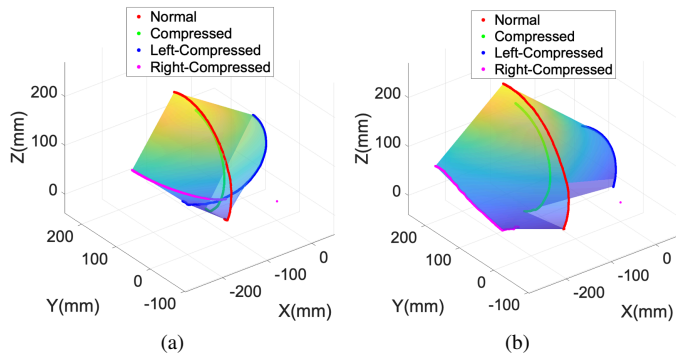 Normal
Compressed
Left-Compressed
Right-Compressed
200
100
0
Z(mm)
200
100
0
-100
Y(mm)
-200
-100
0
X(mm)
(a)
Normal
Compressed
Left-Compressed
Right-Compressed
200
100
0
Z(mm)
200
100
0
-100
Y(mm)
-200
-100
0
X(mm)
(b)